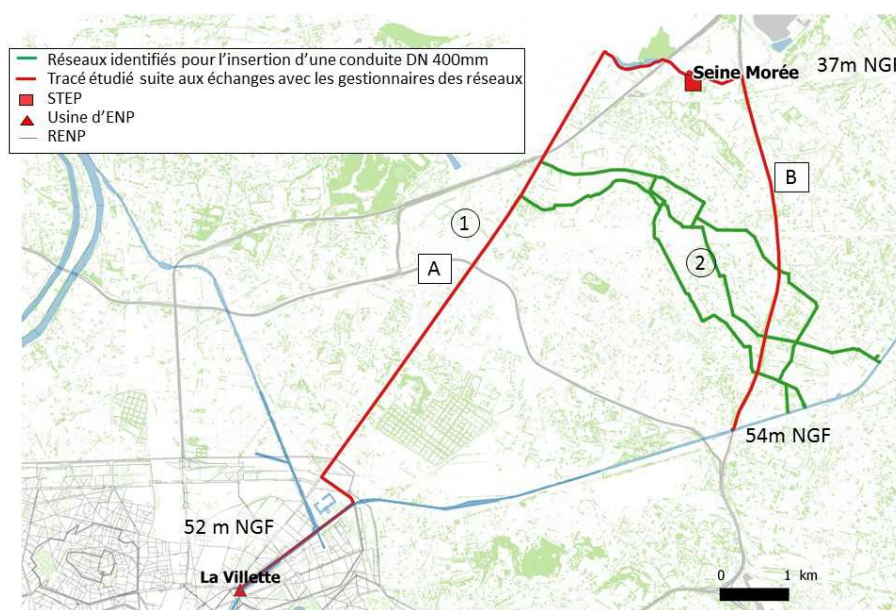 Réseaux identifiés pour l'insertion d'une conduite DN 400mm
Tracé étudié suite aux échanges avec les gestionnaires des réseaux
STEP
Usine d'ENP
RENP
Seine Morée
37m NGF
B
1
A
2
54m NGF
52 m NGF
La Villette
0 1 km